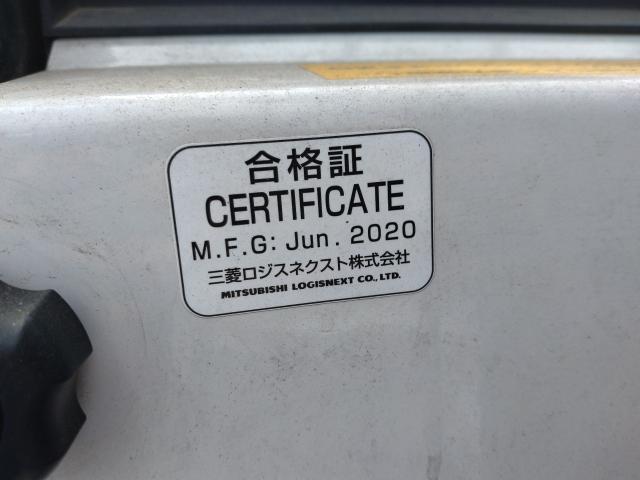 合格証
CERTIFICATE
M.F.G: Jun. 2020
三菱ロジスネクスト株式会社
MITSUBISHI LOGISNEXT CO., LTD.